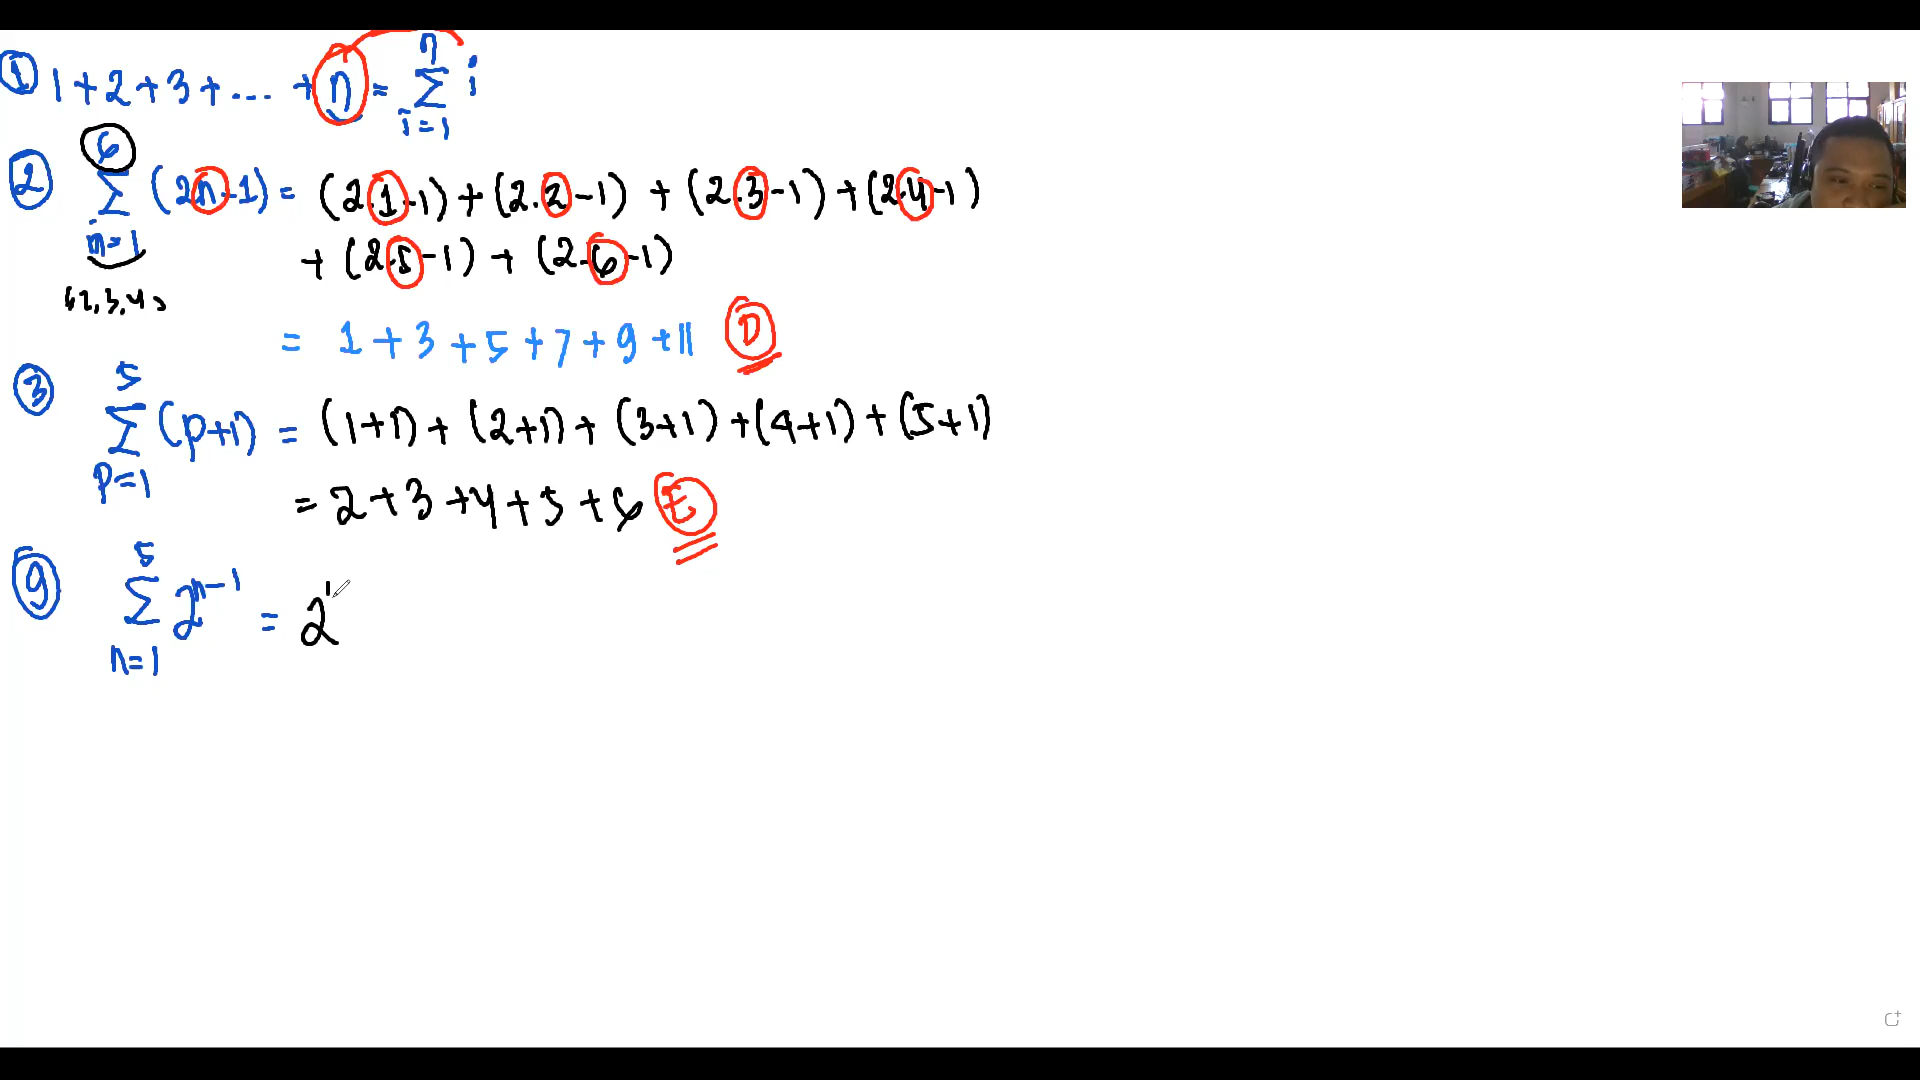 ① 1+2+3+.... +n = n∑i=1 i
② 6∑n=1 (2n-1) = (2.1-1)+(2.2-1) + (2.3-1)+(2.4-1)
+ (2.5-1) + (2.6-1)
1,2,3,4,5
= 1+3+5+7+9+11 D
③ 5∑p=1 (p+1) = (1+1)+(2+1)+(3+1)+(4+1)+(5+1)
= 2+3+4+5+6 E
⑨ 5∑n=1 2^n-1 = 2^1